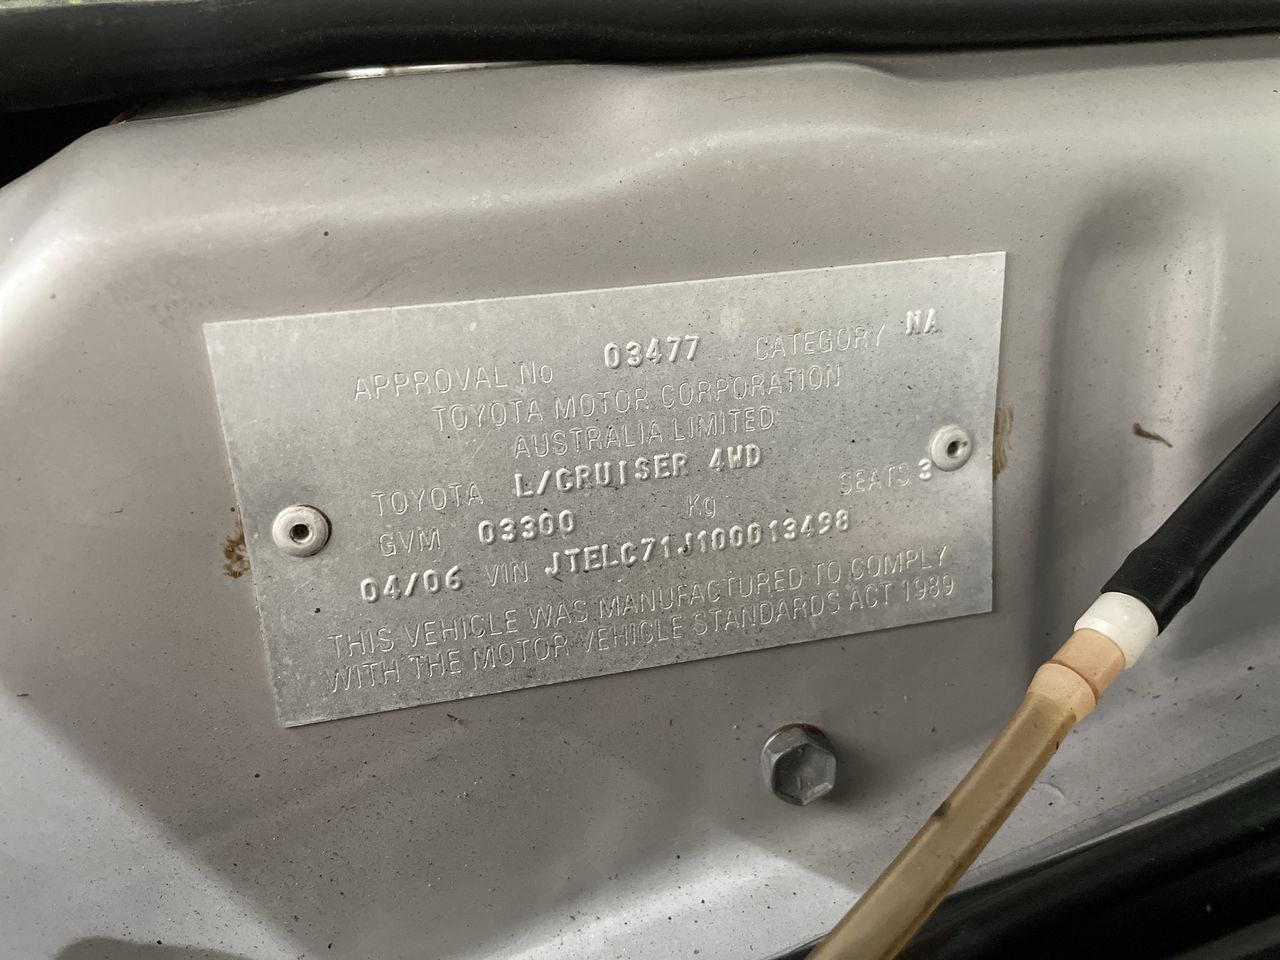 APPROVAL No 03477 CATEGORY NA
TOYOTA MOTOR CORPORATION
AUSTRALIA LIMITED
TOYOTA L/CRUISER 4WD
GVM 03300 Kg SEATS 3
04/06 VIN JTELC71J100013498
THIS VEHICLE WAS MANUFACTURED TO COMPLY
WITH THE MOTOR VEHICLE STANDARDS ACT 1989